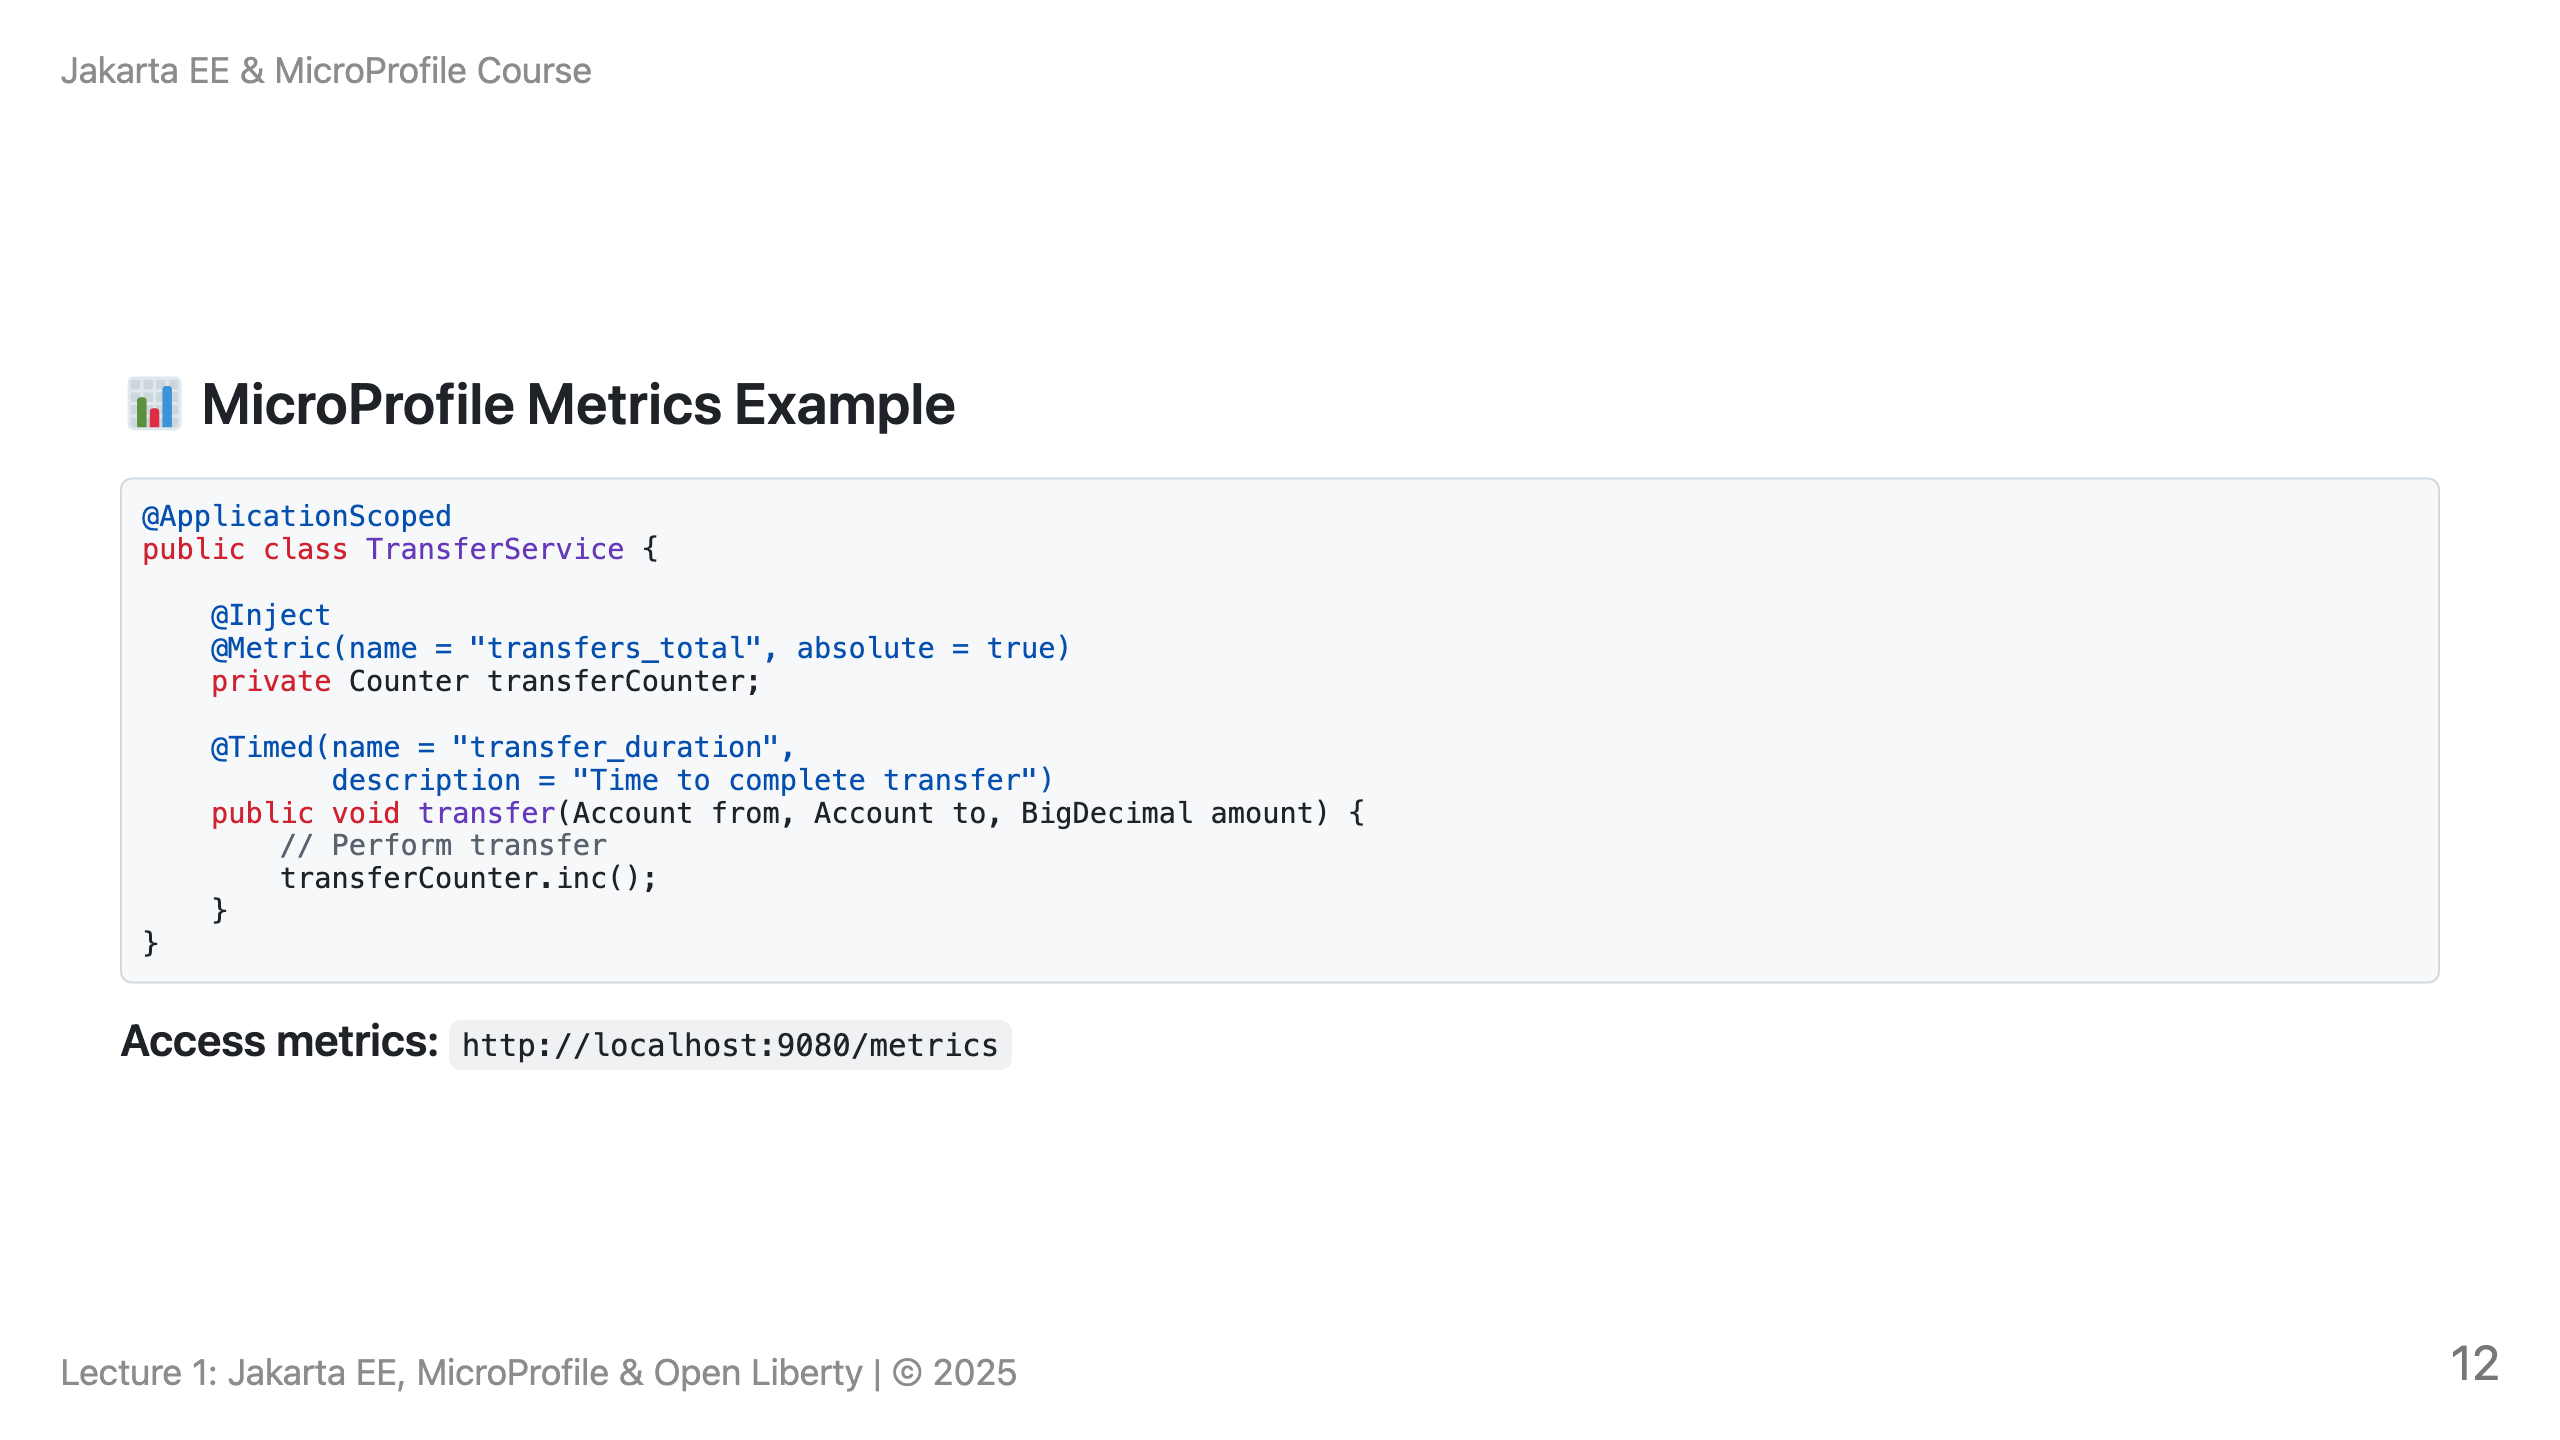 Jakarta EE & MicroProfile Course
📊 MicroProfile Metrics Example
@ApplicationScoped
public class TransferService {
    @Inject
    @Metric(name = "transfers_total", absolute = true)
    private Counter transferCounter;
    @Timed(name = "transfer_duration",
           description = "Time to complete transfer")
    public void transfer(Account from, Account to, BigDecimal amount) {
        // Perform transfer
        transferCounter.inc();
    }
}
Access metrics: http://localhost:9080/metrics
Lecture 1: Jakarta EE, MicroProfile & Open Liberty | © 2025
12